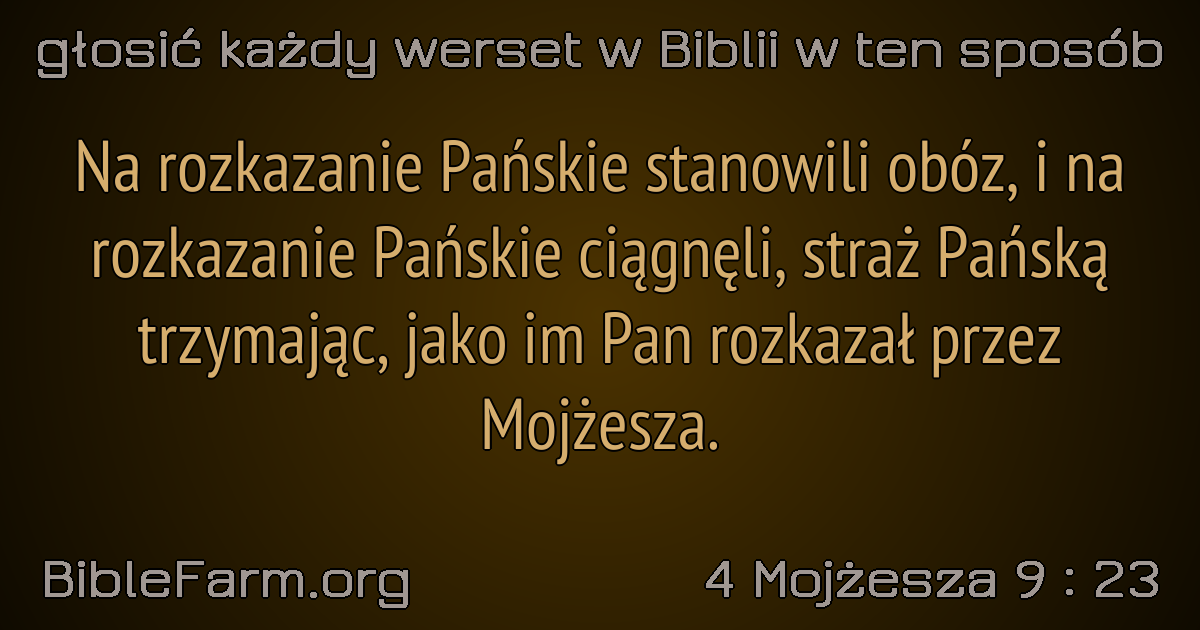 głosić każdy werset w Biblii w ten sposób
Na rozkazanie Pańskie stanowili obóz, i na
rozkazanie Pańskie ciągnęli, straż Pańską
trzymając, jako im Pan rozkazał przez
Mojżesza.
BibleFarm.org
4 Mojżesza 9 : 23